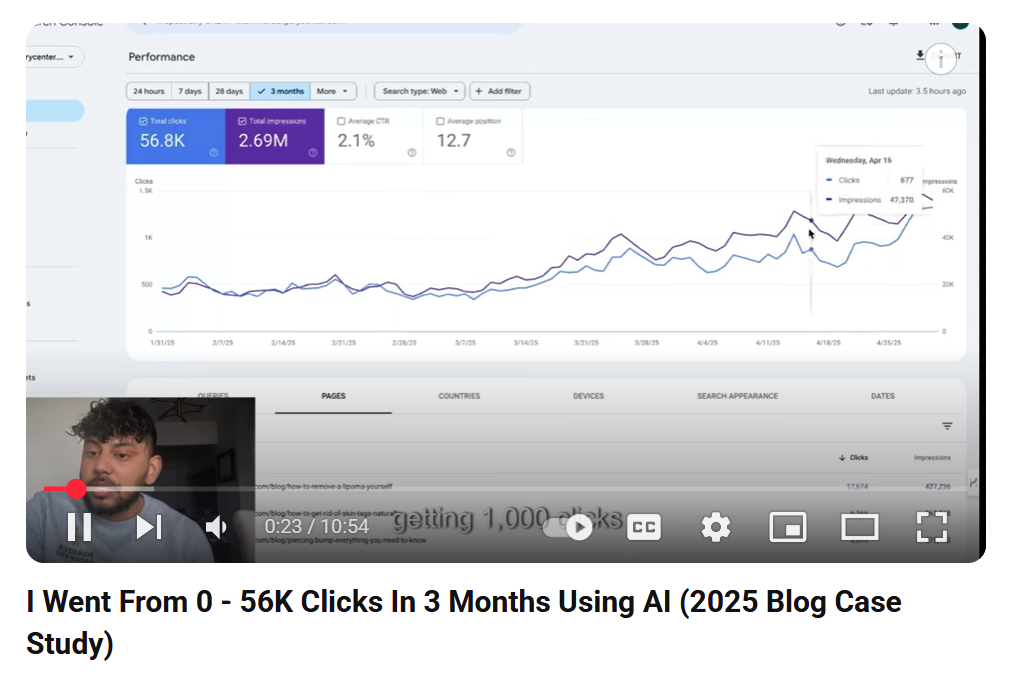 Performance
24 hours 7 days 28 days 3 months More Search type: Web + Add filter Last update: 3.5 hours ago
Total clicks Total impressions Average CTR Average position
56.8K 2.69M 2.1% 12.7
Wednesday, Apr 16
Clicks 677
Impressions 47,370
Clicks
1.5K 60K
1K 40K
500 20K
0 0
1/31/25 2/7/25 2/14/25 2/21/25 2/28/25 3/7/25 3/14/25 3/21/25 3/28/25 4/4/25 4/11/25 4/18/25 4/25/25
QUERIES PAGES COUNTRIES DEVICES SEARCH APPEARANCE DATES
Clicks Impressions
.com/blog/how-to-remove-a-lipoma-yourself 17,674 427,236
com/blog/how-to-get-rid-of-skin-tags-natura
com/blog/piercing-bump-everything-you-need-to-know
getting 1,000 clicks
0:23 / 10:54 CC
I Went From 0 - 56K Clicks In 3 Months Using AI (2025 Blog Case
Study)